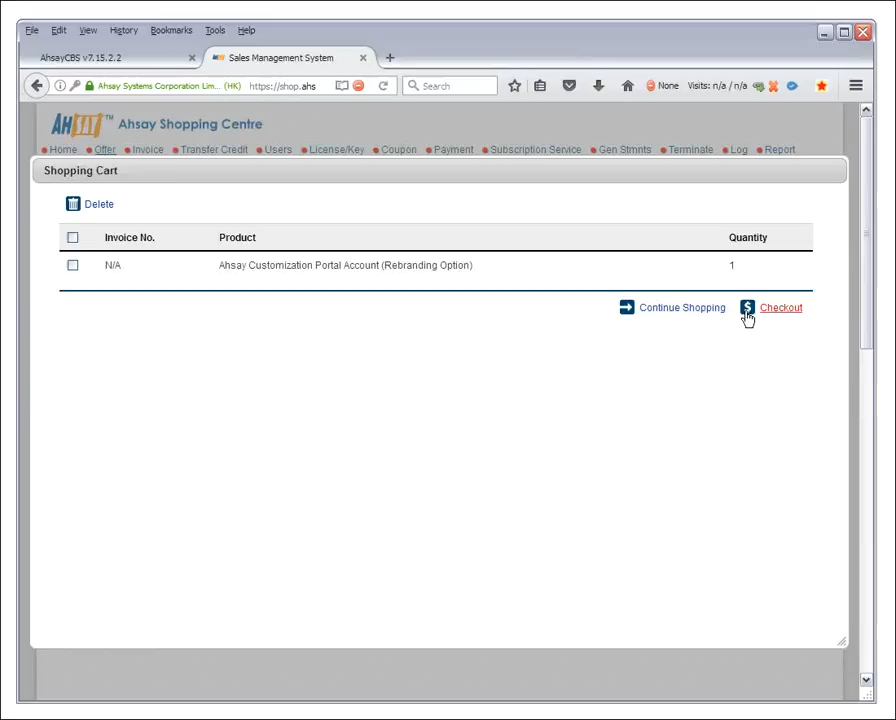 File Edit View History Bookmarks Tools Help
AhsayCBS v7.15.2.2
Sales Management System
Ahsay Systems Corporation Lim... (HK) https://shop.ahs Search None Visits: n/a / n/a
AHSAY™ Ahsay Shopping Centre
Home Offer Invoice Transfer Credit Users License/Key Coupon Payment Subscription Service Gen Stmnts Terminate Log Report
Shopping Cart
Delete
Invoice No. Product Quantity
N/A Ahsay Customization Portal Account (Rebranding Option) 1
Continue Shopping $ Checkout